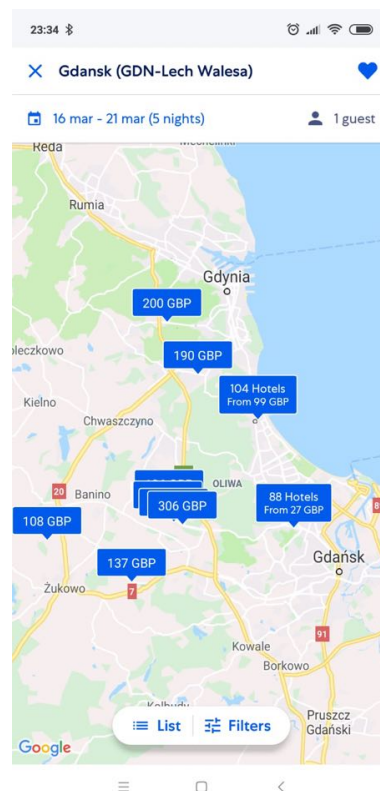 23:34
Gdansk (GDN-Lech Walesa)
16 mar - 21 mar (5 nights)
1 guest
Reda
Rumia
Gdynia
200 GBP
190 GBP
104 Hotels
From 99 GBP
Kielno
Chwaszczyno
20
Banino
OLIWA
306 GBP
88 Hotels
From 27 GBP
108 GBP
137 GBP
Gdańsk
Żukowo
7
91
Kowale
Borkowo
List
Filters
Pruszcz
Gdański
Google